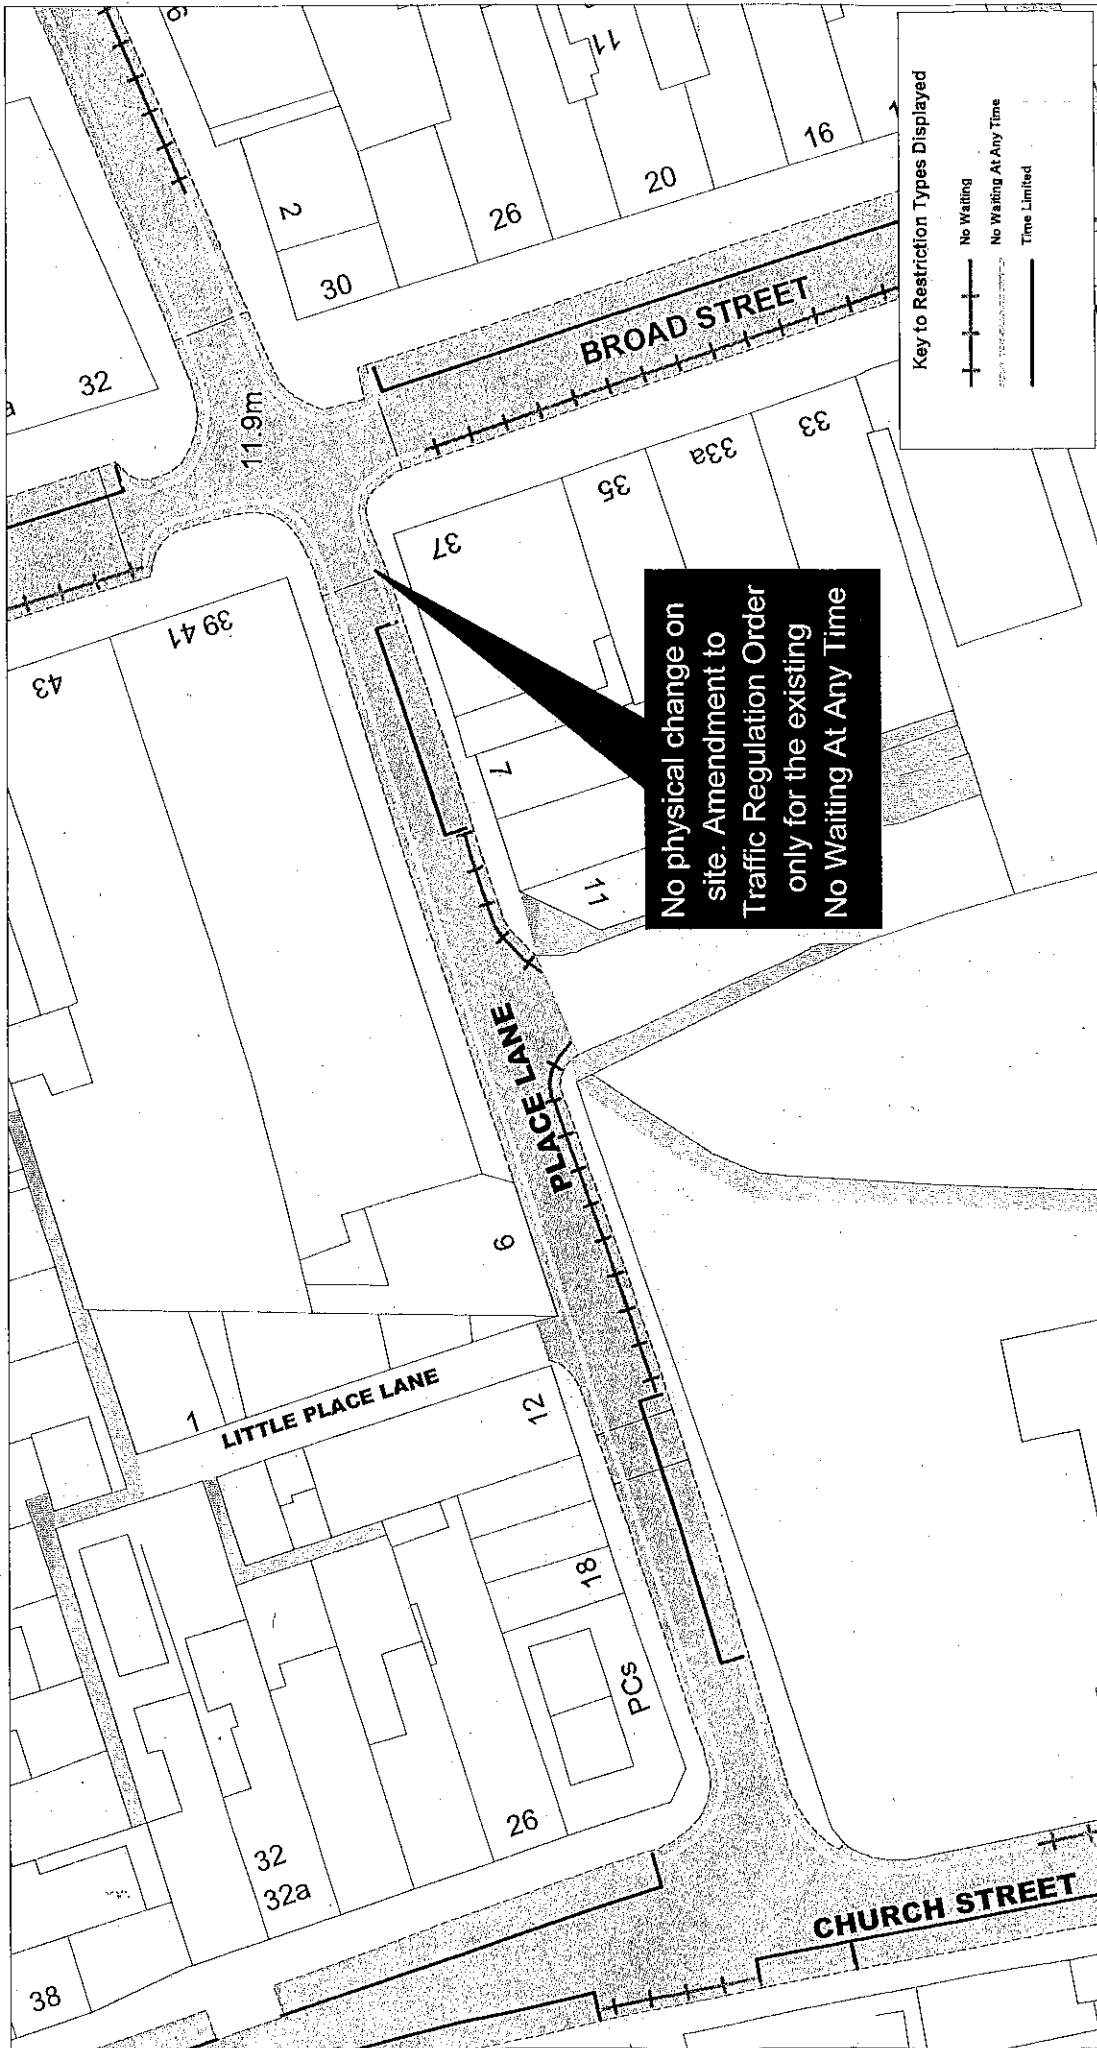 6
11
2
26
20
16
30
32
a
11.9m
BROAD STREET
Key to Restriction Types Displayed
No Waiting
No Waiting At Any Time
Time Limited
43
39 41
37
35
33a
33
7
11
No physical change on
site. Amendment to
Traffic Regulation Order
only for the existing
No Waiting At Any Time
PLACE LANE
6
1
LITTLE PLACE LANE
12
18
PCs
26
32
32a
38
CHURCH STREET